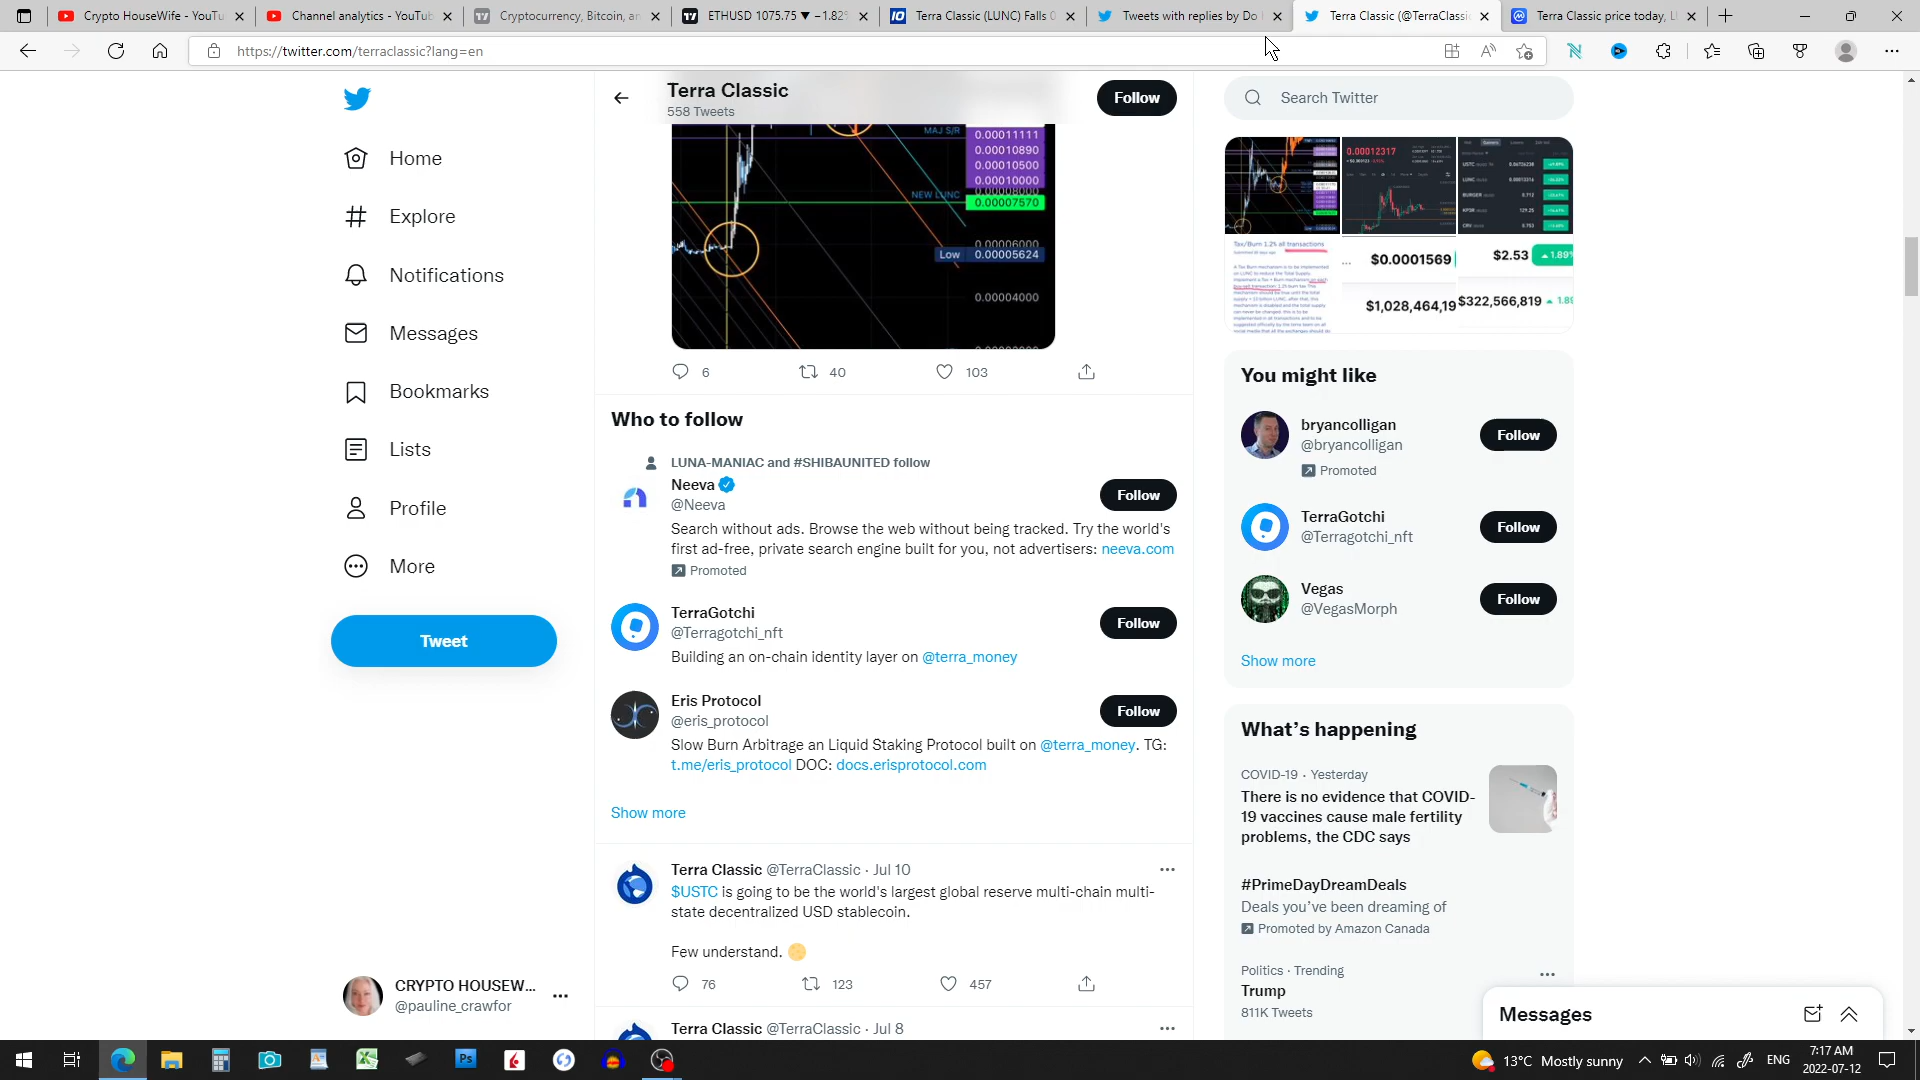 Crypto HouseWife - YouTu
Channel analytics - YouTub
Cryptocurrency, Bitcoin, an
ETHUSD 1075.75 ▼ −1.82%
Terra Classic (LUNC) Falls 0
Tweets with replies by Do
Terra Classic (@TerraClassic
Terra Classic price today, L
https://twitter.com/terraclassic?lang=en
Terra Classic
558 Tweets
Follow
Search Twitter
Home
Explore
Notifications
Messages
Bookmarks
Lists
Profile
More
Tweet
CRYPTO HOUSEW...
@pauline_crawfor
MAJ S/R
0.00011111
0.00010890
0.00010500
0.00010000
0.00008000
NEW LUNC
0.00007570
0.00006000
Low 0.00005624
0.00004000
6
40
103
Who to follow
LUNA-MANIAC and #SHIBAUNITED follow
Neeva
@Neeva
Follow
Search without ads. Browse the web without being tracked. Try the world's
first ad-free, private search engine built for you, not advertisers: neeva.com
Promoted
TerraGotchi
@Terragotchi_nft
Follow
Building an on-chain identity layer on @terra_money
Eris Protocol
@eris_protocol
Follow
Slow Burn Arbitrage an Liquid Staking Protocol built on @terra_money. TG:
t.me/eris_protocol DOC: docs.erisprotocol.com
Show more
Terra Classic @TerraClassic · Jul 10
$USTC is going to be the world's largest global reserve multi-chain multi-
state decentralized USD stablecoin.
Few understand.
76
123
457
Terra Classic @TerraClassic · Jul 8
0.00012317
Tax/Burn 1.2% all transactions
$0.0001569
$1,028,464,19
$2.53
1.89%
$322,566,819
1.89
You might like
bryancolligan
@bryancolligan
Follow
Promoted
TerraGotchi
@Terragotchi_nft
Follow
Vegas
@VegasMorph
Follow
Show more
What's happening
COVID-19 · Yesterday
There is no evidence that COVID-
19 vaccines cause male fertility
problems, the CDC says
#PrimeDayDreamDeals
Deals you've been dreaming of
Promoted by Amazon Canada
Politics · Trending
Trump
811K Tweets
Messages
Ps
13°C Mostly sunny
ENG
7:17 AM
2022-07-12